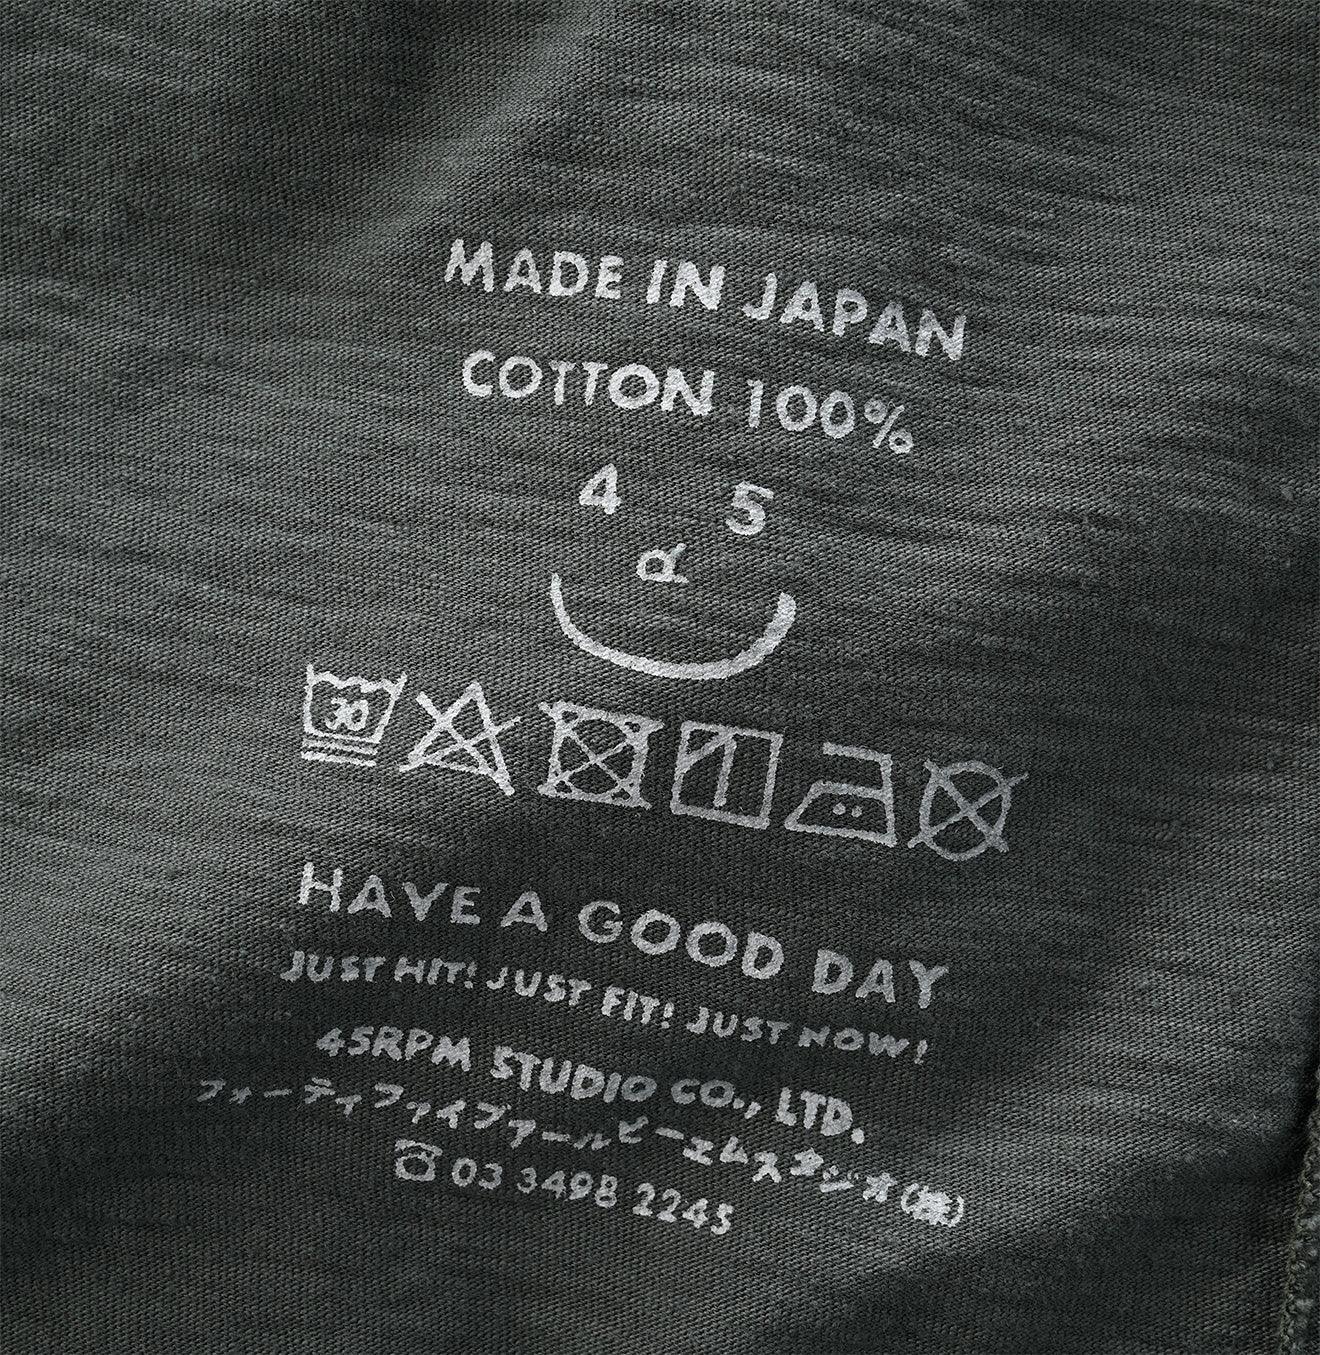 MADE IN JAPAN
COTTON 100%
4 5
R
30
HAVE A GOOD DAY
JUST HIT! JUST FIT! JUST NOW!
45RPM STUDIO CO., LTD.
フォーティファイブアールピーエムスタジオ(株)
☎ 03 3498 2245